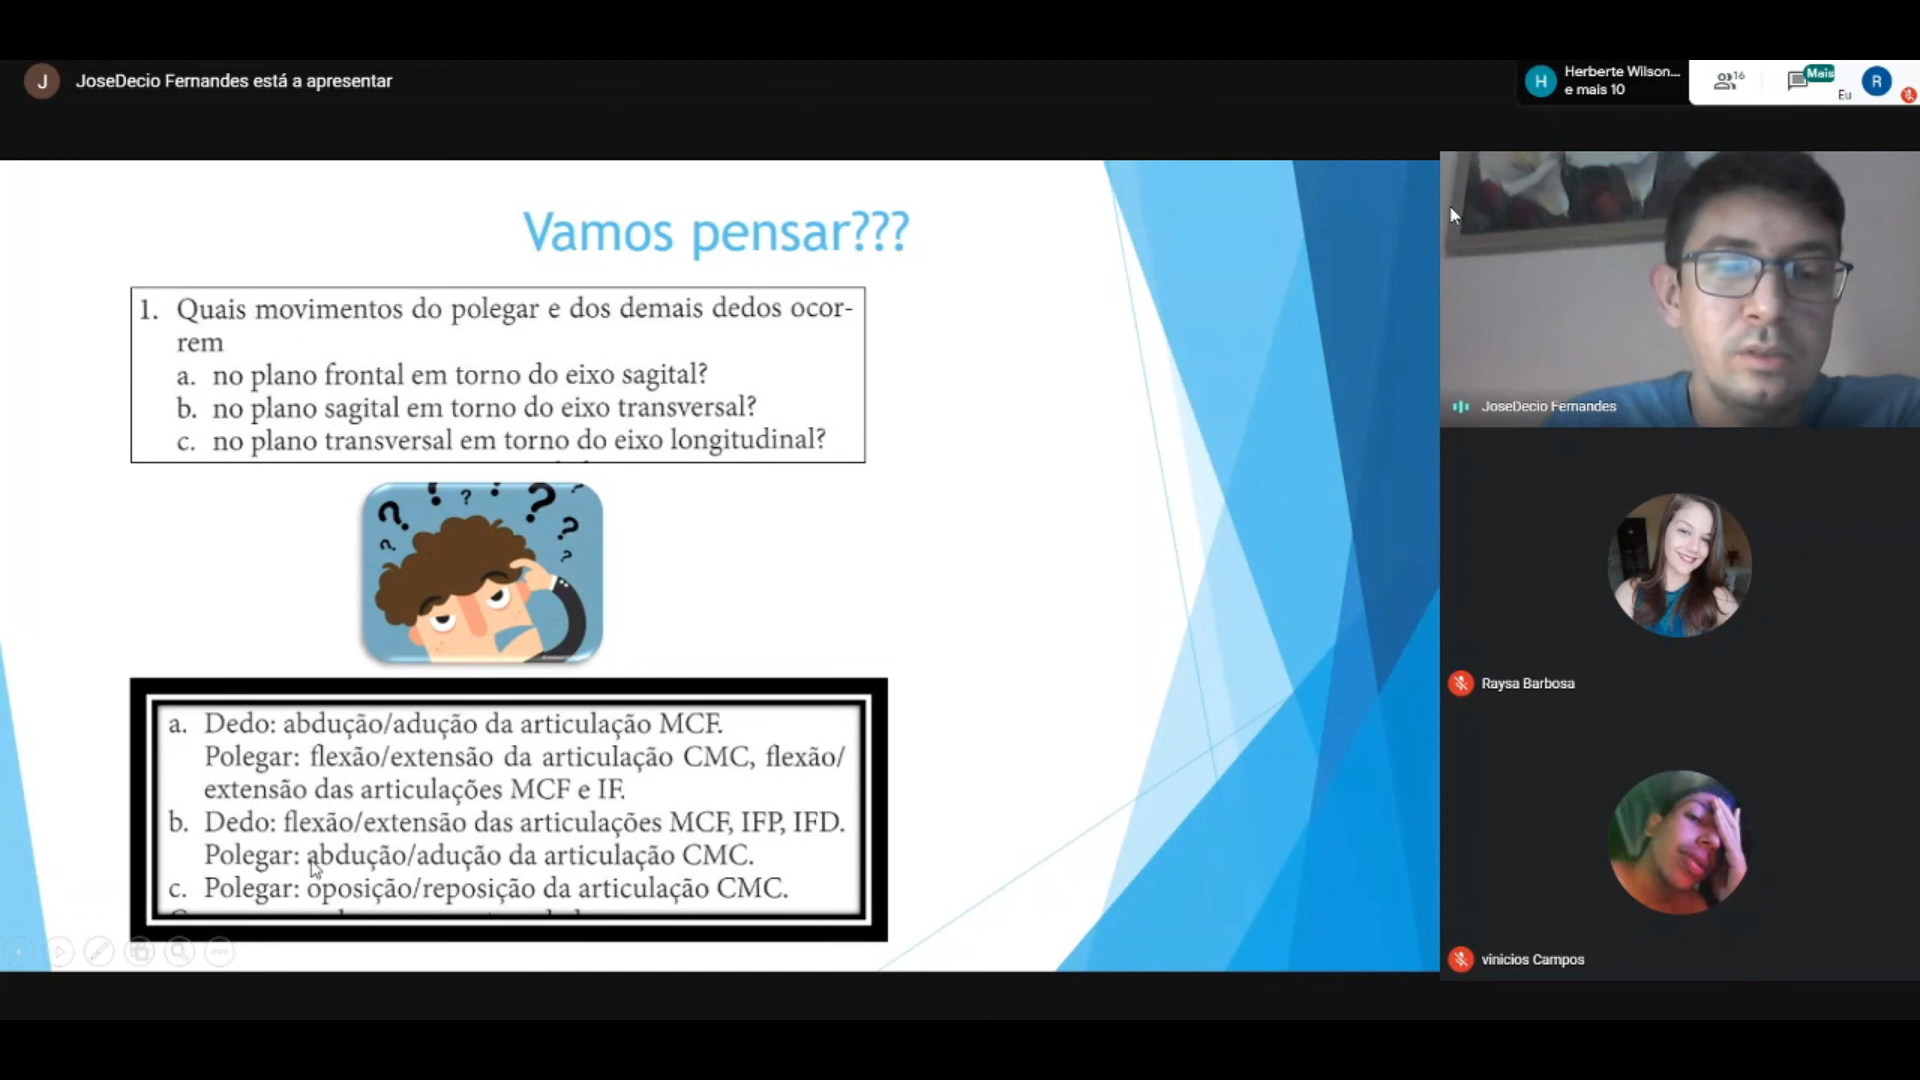 J JoseDecio Fernandes está a apresentar
H Herberte Wilson...
e mais 10
16
Mais
Eu
R
Vamos pensar???
1. Quais movimentos do polegar e dos demais dedos ocor-
rem
a. no plano frontal em torno do eixo sagital?
b. no plano sagital em torno do eixo transversal?
c. no plano transversal em torno do eixo longitudinal?
a. Dedo: abdução/adução da articulação MCF.
Polegar: flexão/extensão da articulação CMC, flexão/
extensão das articulações MCF e IF.
b. Dedo: flexão/extensão das articulações MCF, IFP, IFD.
Polegar: abdução/adução da articulação CMC.
c. Polegar: oposição/reposição da articulação CMC.
JoseDecio Fernandes
Raysa Barbosa
vinicios Campos